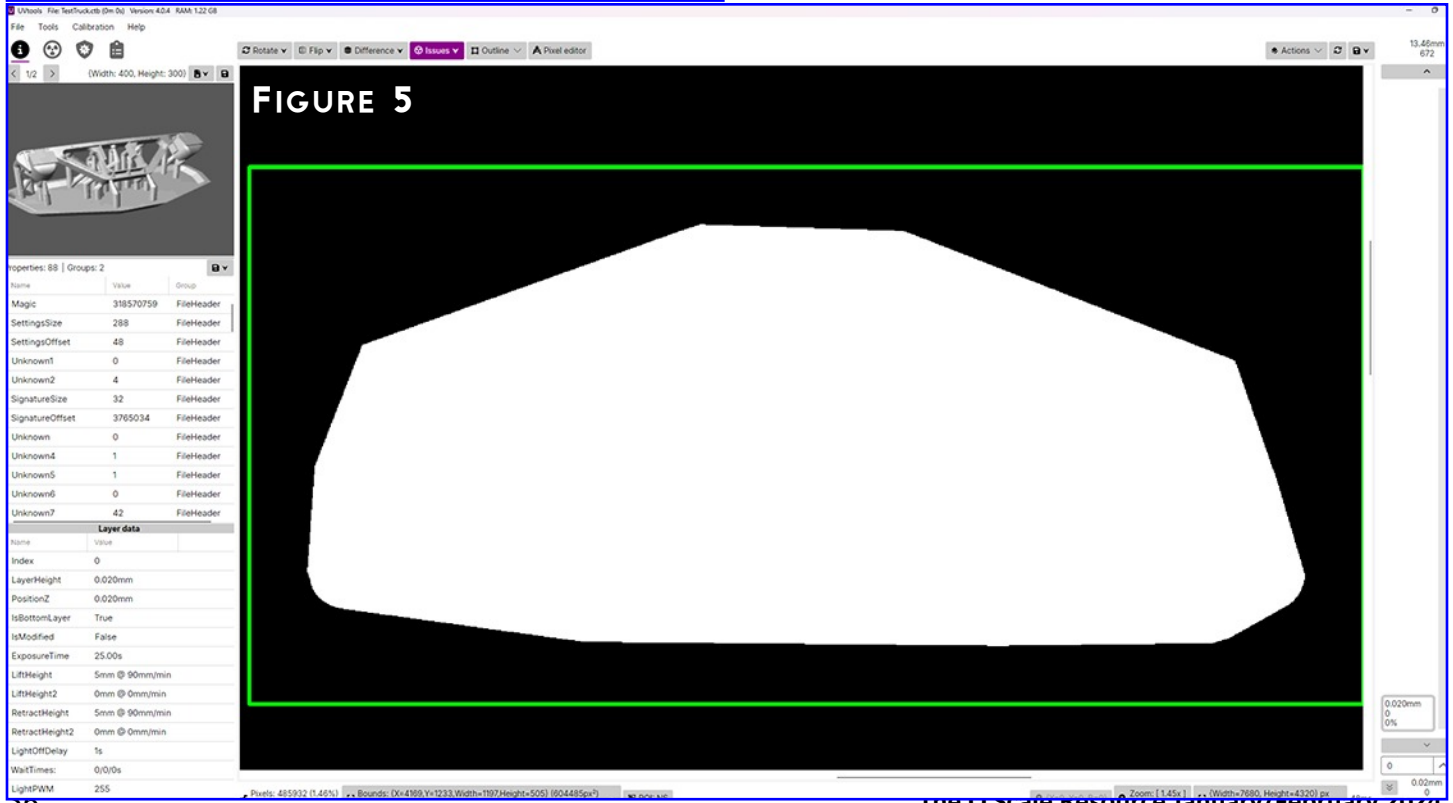 UVtools File: TestTruck.ctb (0m 0s) Version: 4.0.4 RAM: 1.22 GB
File Tools Calibration Help
Rotate Flip Difference Issues Outline Pixel editor Actions
13.46mm
672
1/2 (Width: 400, Height: 300)
FIGURE 5
roperties: 88 | Groups: 2
Name Value Group
Magic 318570759 FileHeader
SettingsSize 288 FileHeader
SettingsOffset 48 FileHeader
Unknown1 0 FileHeader
Unknown2 4 FileHeader
SignatureSize 32 FileHeader
SignatureOffset 3765034 FileHeader
Unknown 0 FileHeader
Unknown4 1 FileHeader
Unknown5 1 FileHeader
Unknown6 0 FileHeader
Unknown7 42 FileHeader
Layer data
Name Value
Index 0
LayerHeight 0.020mm
PositionZ 0.020mm
IsBottomLayer True
IsModified False
ExposureTime 25.00s
LiftHeight 5mm @ 90mm/min
LiftHeight2 0mm @ 0mm/min
RetractHeight 5mm @ 90mm/min
RetractHeight2 0mm @ 0mm/min
LightOffDelay 1s
WaitTimes: 0/0/0s
LightPWM 255
0.020mm
0
0%
0
0.02mm
0
Pixels: 485932 (1.46%) Bounds: {X=4169,Y=1233,Width=1197,Height=505} (604485px²) Zoom: [ 1.45x ] {Width=7680, Height=4320} px